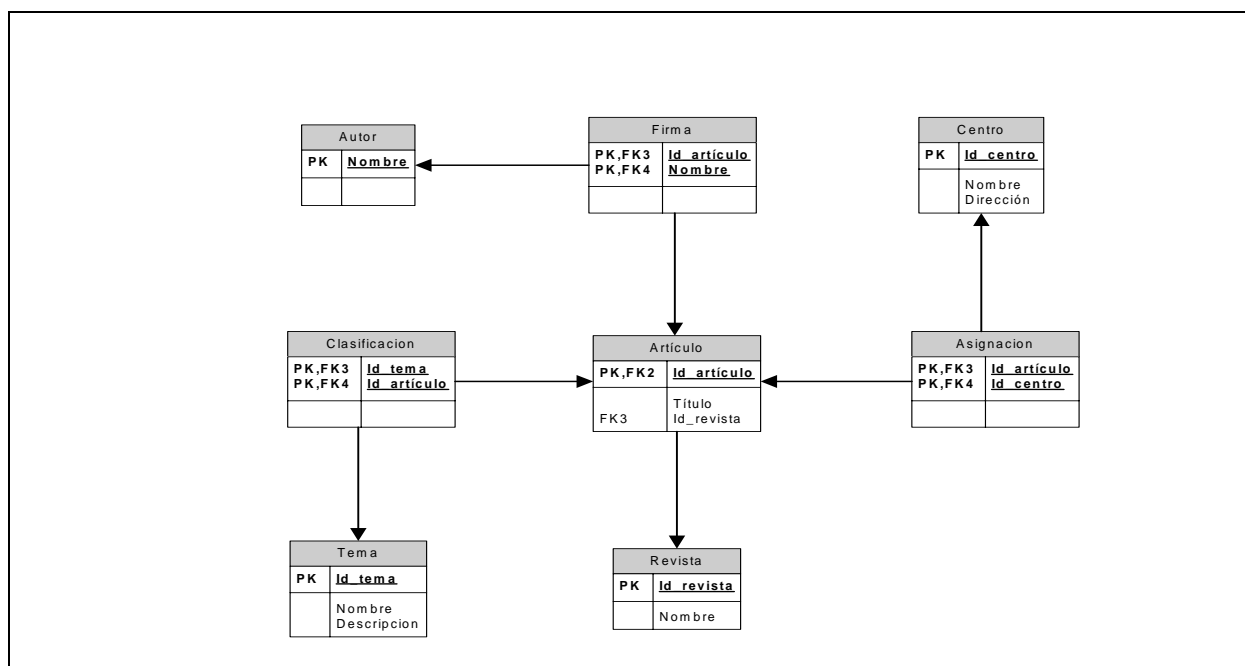 Autor
PK Nombre
Firma
PK,FK3 Id_artículo
PK,FK4 Nombre
Centro
PK Id_centro
Nombre
Dirección
Clasificacion
PK,FK3 Id_tema
PK,FK4 Id_artículo
Artículo
PK,FK2 Id_artículo
Título
FK3 Id_revista
Asignacion
PK,FK3 Id_artículo
PK,FK4 Id_centro
Tema
PK Id_tema
Nombre
Descripcion
Revista
PK Id_revista
Nombre